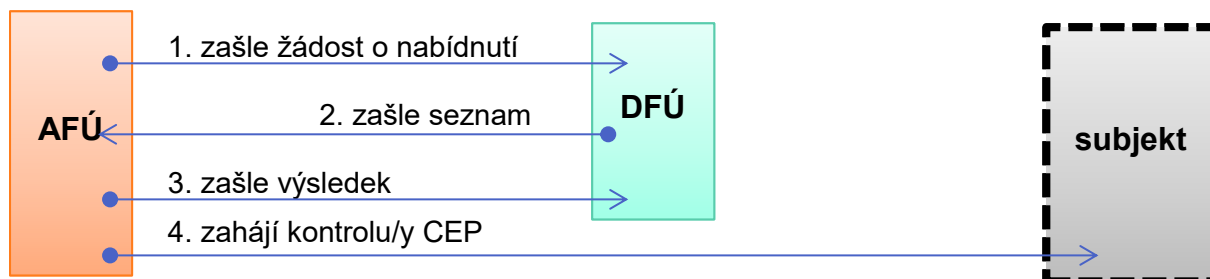 1. zašle žádost o nabídnutí
2. zašle seznam
AFÚ
DFÚ
subjekt
3. zašle výsledek
4. zahájí kontrolu/y CEP